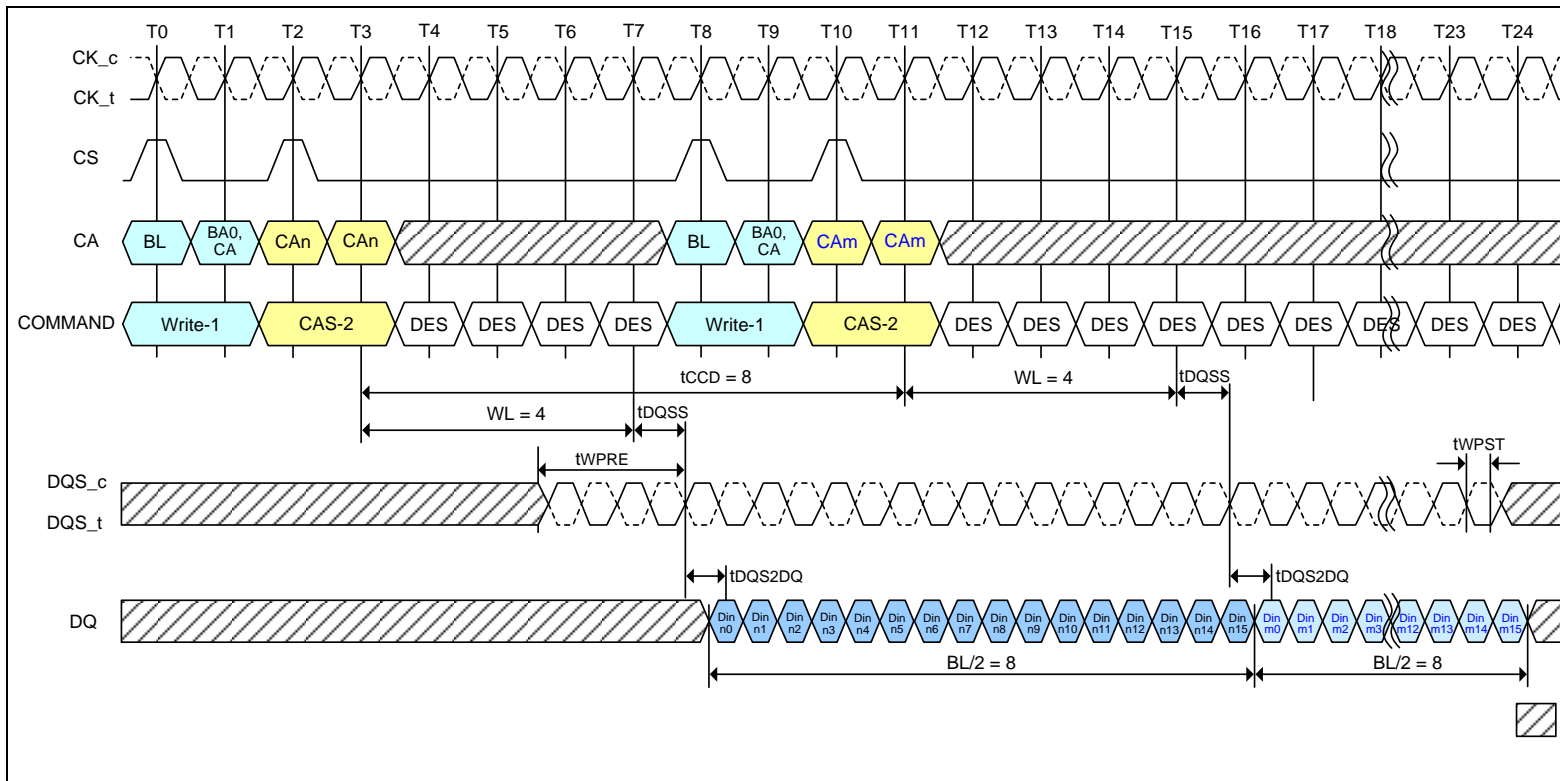 T0 T1 T2 T3 T4 T5 T6 T7 T8 T9 T10 T11 T12 T13 T14 T15 T16 T17 T18 T23 T24
CK_c
CK_t
CS
CA BL BA0, CA CAn CAn BL BA0, CA CAm CAm
COMMAND Write-1 CAS-2 DES DES DES DES Write-1 CAS-2 DES DES DES DES DES DES DES DES DES
tCCD = 8 WL = 4 tDQSS
WL = 4 tDQSS
tWPRE tWPST
DQS_c
DQS_t
tDQS2DQ tDQS2DQ
DQ Din n0 Din n1 Din n2 Din n3 Din n4 Din n5 Din n6 Din n7 Din n8 Din n9 Din n10 Din n11 Din n12 Din n13 Din n14 Din n15 Din m0 Din m1 Din m2 Din m3 Din m12 Din m13 Din m14 Din m15
BL/2 = 8 BL/2 = 8